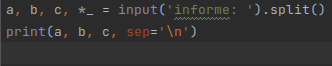 a, b, c, *_ = input('informe: ').split()
print(a, b, c, sep='\n')